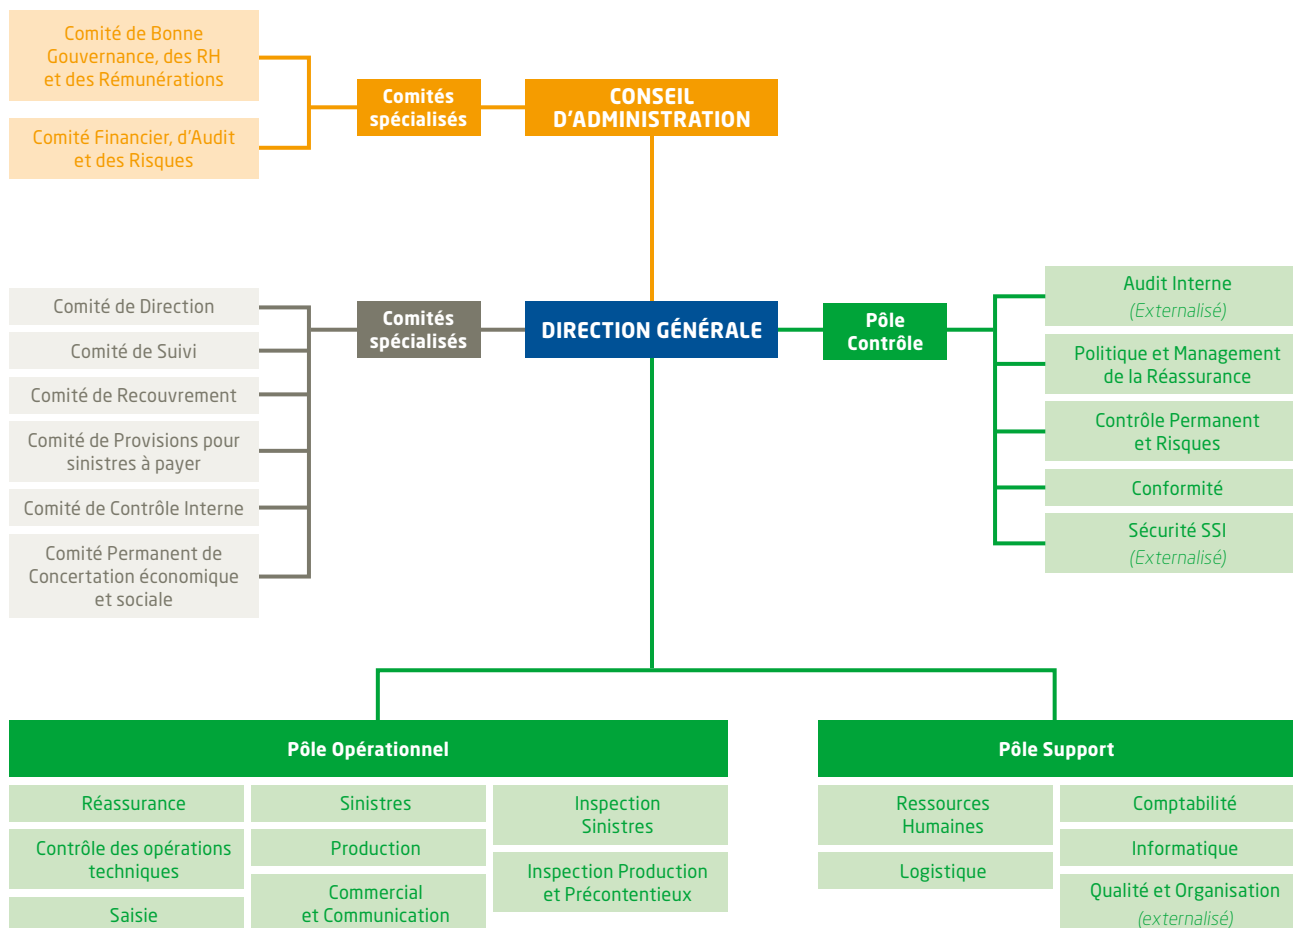 Comité de Bonne
Gouvernance, des RH
et des Rémunérations
Comité Financier, d'Audit
et des Risques
Comités
spécialisés
CONSEIL
D'ADMINISTRATION
Comité de Direction
Comité de Suivi
Comité de Recouvrement
Comité de Provisions pour
sinistres à payer
Comité de Contrôle Interne
Comité Permanent de
Concertation économique
et sociale
Comités
spécialisés
DIRECTION GÉNÉRALE
Pôle
Contrôle
Audit Interne
(Externalisé)
Politique et Management
de la Réassurance
Contrôle Permanent
et Risques
Conformité
Sécurité SSI
(Externalisé)
Pôle Opérationnel
Réassurance
Contrôle des opérations
techniques
Saisie
Sinistres
Production
Commercial
et Communication
Inspection
Sinistres
Inspection Production
et Précontentieux
Pôle Support
Ressources
Humaines
Logistique
Comptabilité
Informatique
Qualité et Organisation
(externalisé)